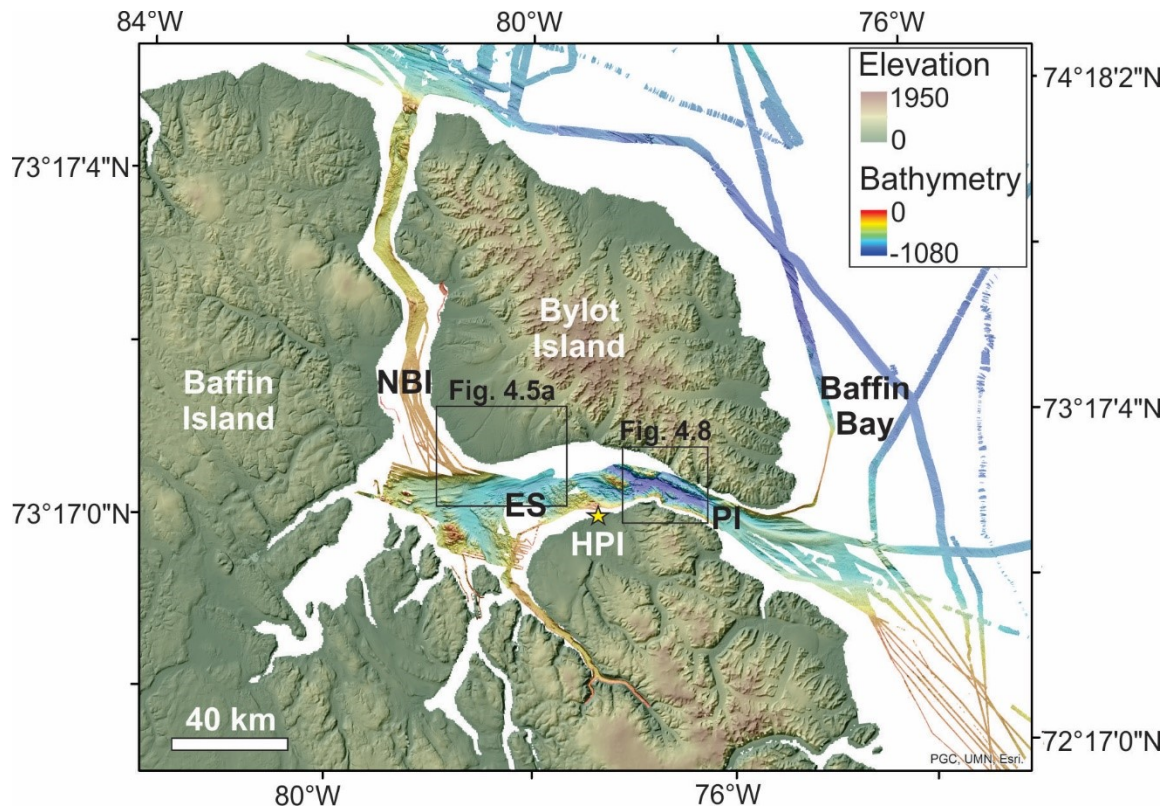 84°W
80°W
76°W
Elevation
1950
0
Bathymetry
0
-1080
74°18'2"N
73°17'4"N
Bylot
Island
Baffin
Island
NBI
Fig. 4.5a
Fig. 4.8
Baffin
Bay
73°17'4"N
73°17'0"N
ES
HPI
PI
40 km
72°17'0"N
PGC, UMN, Esri.
80°W
76°W